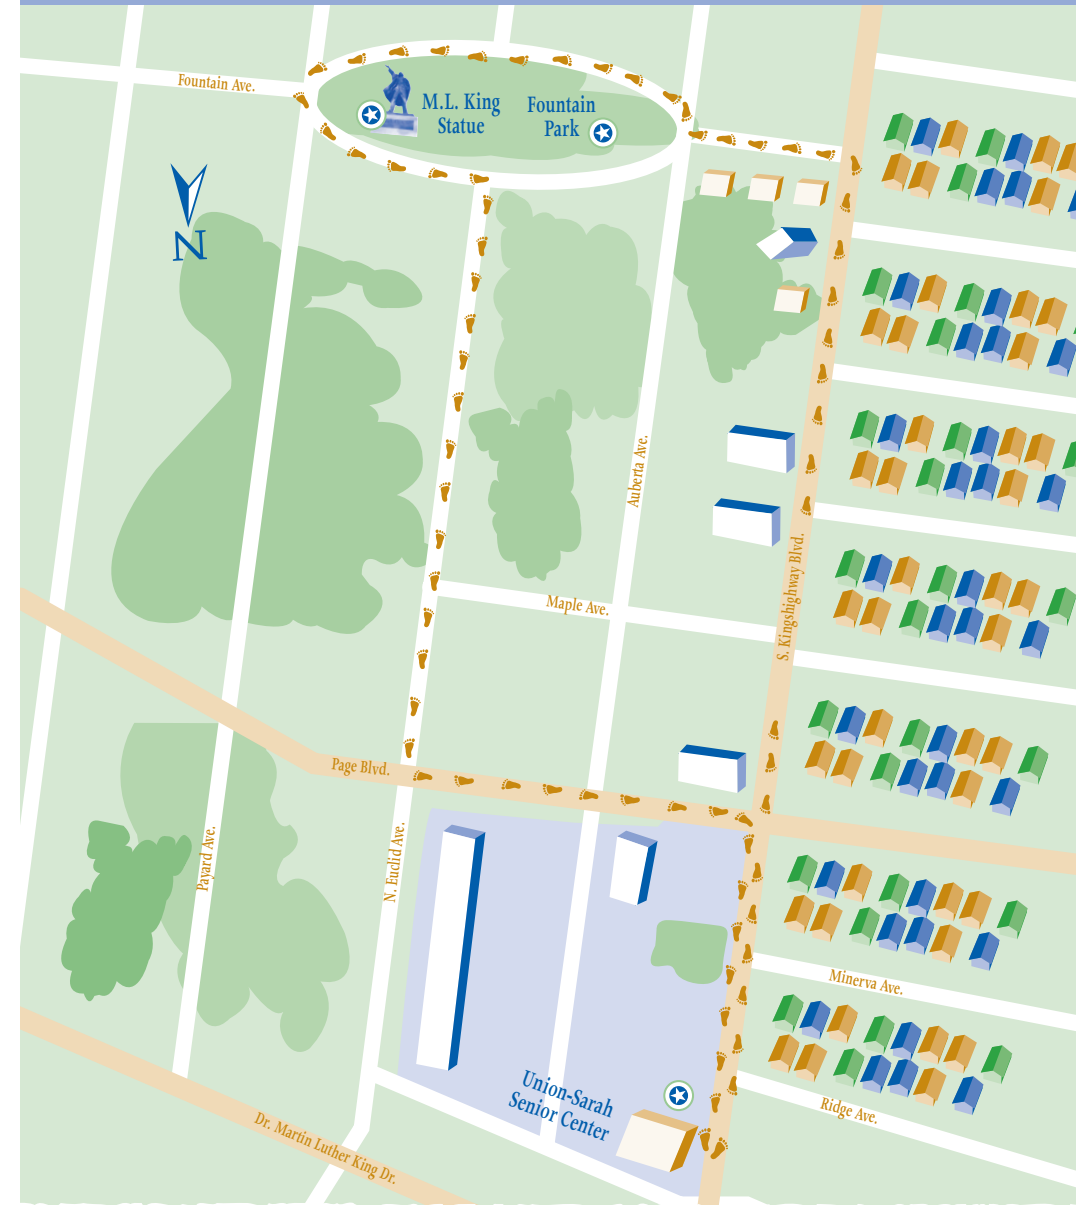 Fountain Ave.
M.L. King
Statue
Fountain
Park
N
Auberta Ave.
S. Kingshighway Blvd.
Maple Ave.
Page Blvd.
Payard Ave.
N. Euclid Ave.
Minerva Ave.
Union-Sarah
Senior Center
Ridge Ave.
Dr. Martin Luther King Dr.